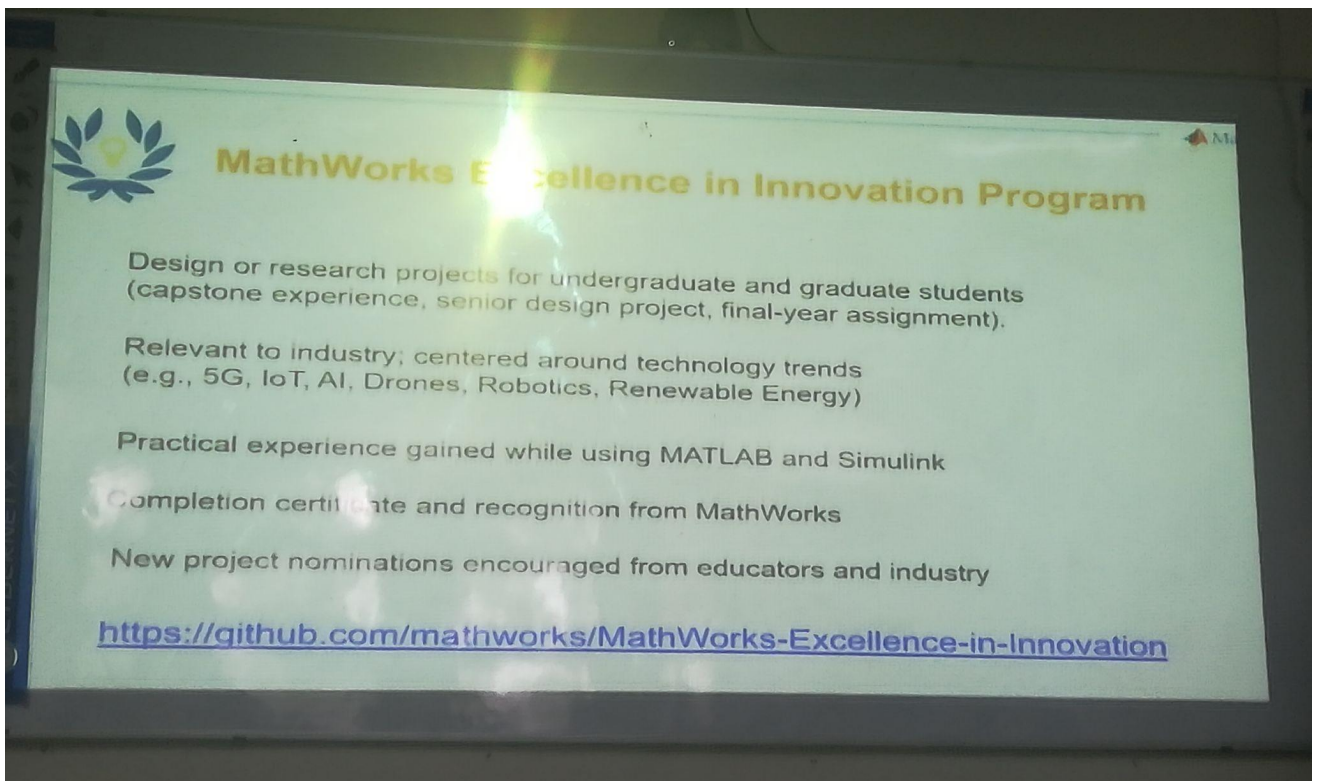 MathWorks Excellence in Innovation Program
Design or research projects for undergraduate and graduate students
(capstone experience, senior design project, final-year assignment).
Relevant to industry; centered around technology trends
(e.g., 5G, IoT, AI, Drones, Robotics, Renewable Energy)
Practical experience gained while using MATLAB and Simulink
Completion certificate and recognition from MathWorks
New project nominations encouraged from educators and industry
https://github.com/mathworks/MathWorks-Excellence-in-Innovation